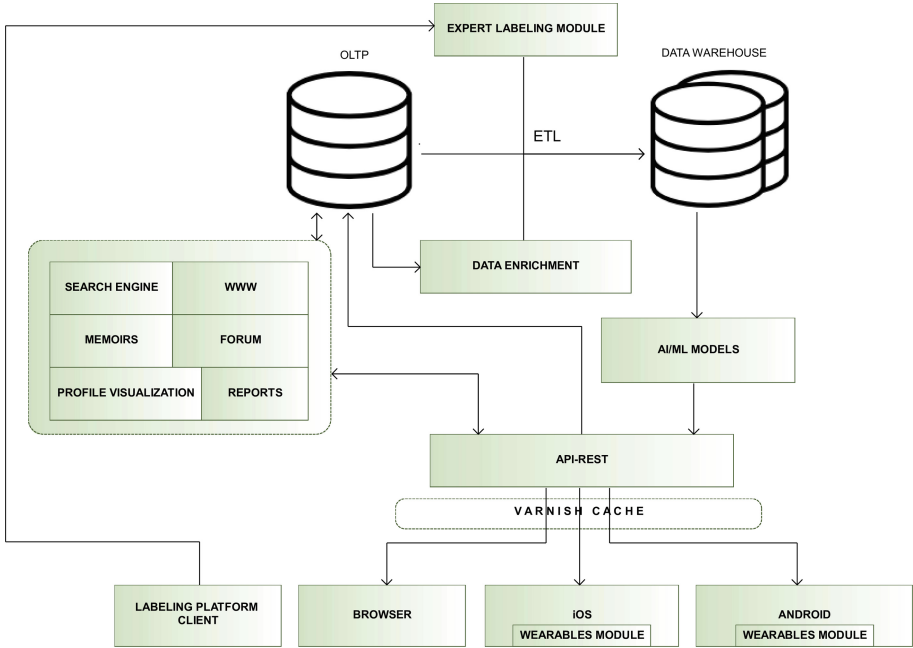 EXPERT LABELING MODULE
OLTP
DATA WAREHOUSE
ETL
DATA ENRICHMENT
SEARCH ENGINE
WWW
MEMOIRS
FORUM
PROFILE VISUALIZATION
REPORTS
AI/ML MODELS
API-REST
VARNISH CACHE
LABELING PLATFORM
CLIENT
BROWSER
iOS
WEARABLES MODULE
ANDROID
WEARABLES MODULE